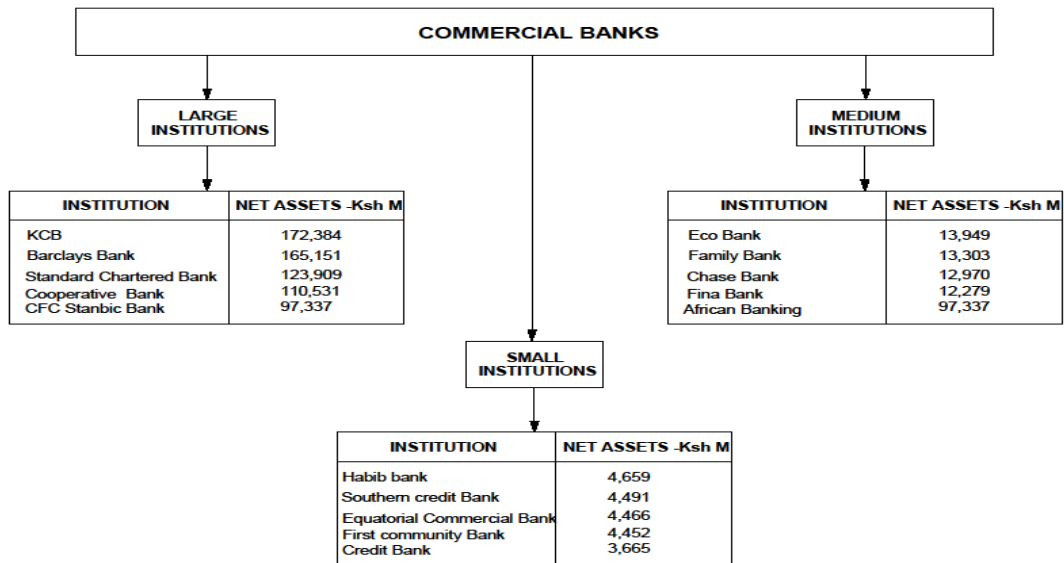 COMMERCIAL BANKS
LARGE
INSTITUTIONS
INSTITUTION NET ASSETS -Ksh M
KCB 172,384
Barclays Bank 165,151
Standard Chartered Bank 123,909
Cooperative Bank 110,531
CFC Stanbic Bank 97,337
MEDIUM
INSTITUTIONS
INSTITUTION NET ASSETS -Ksh M
Eco Bank 13,949
Family Bank 13,303
Chase Bank 12,970
Fina Bank 12,279
African Banking 97,337
SMALL
INSTITUTIONS
INSTITUTION NET ASSETS -Ksh M
Habib bank 4,659
Southern credit Bank 4,491
Equatorial Commercial Bank 4,466
First community Bank 4,452
Credit Bank 3,665